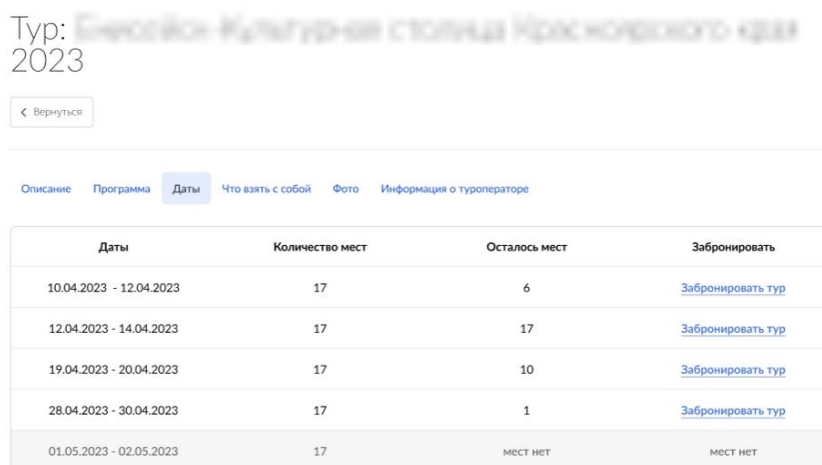 Тур:
2023
Вернуться
Описание Программа Даты Что взять с собой Фото Информация о туроператоре
Даты Количество мест Осталось мест Забронировать
10.04.2023 - 12.04.2023 17 6 Забронировать тур
12.04.2023 - 14.04.2023 17 17 Забронировать тур
19.04.2023 - 20.04.2023 17 10 Забронировать тур
28.04.2023 - 30.04.2023 17 1 Забронировать тур
01.05.2023 - 02.05.2023 17 мест нет мест нет